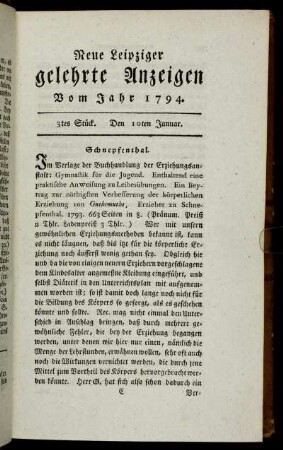 Neue Leipziger
gelehrte Anzeigen
Vom Jahr 1794.
3tes Stück. Den 10ten Januar.
Schnepfenthal.
Im Verlage der Buchhandlung der Erziehungsan-
stalt: Gymnastik für die Jugend. Enthaltend eine
praktische Anweisung zu Leibesübungen. Ein Bey-
trag zur nöthigsten Verbesserung der körperlichen
Erziehung von Gutsmuths, Erzieher zu Schne-
pfenthal. 1793. 663 Seiten in 8. (Pränum. Preiß
2 Thlr. Ladenpreiß 3 Thlr.) Wer mit unsern
gewöhnlichen Erziehungsmethoden bekannt ist, kann
es nicht läugnen, daß bis itzt für die körperliche Er-
ziehung noch äußerst wenig gethan sey. Obgleich hie
und da die von einigen neuern Erziehern vorgeschlagene
dem Kindesalter angemeßne Kleidung eingeführt, und
selbst Diätetik in den Unterrichtsplan mit aufgenom-
men worden ist; so ist doch bey weitem noch nicht für
die Bildung des Körpers so gesorgt, als es geschehen
könnte und sollte. Rec. mag nicht einmal den Unter-
schied in Anschlag bringen, daß durch mehrere ge-
wöhnliche Fehler, die bey der Erziehung begangen
werden, unter denen wir hier nur einen, nämlich die
Menge der Lehrstunden, erwähnen wollen, sehr oft auch
noch die Wirkungen vernichtet werden, die durch jene
Mittel zum Vortheil des Körpers hervorgebracht wer-
den könnte. Herr G. hat sich also schon dadurch ein
C Ver-